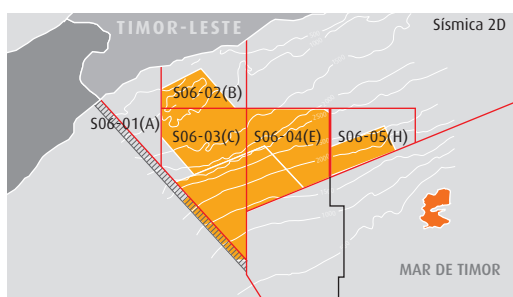 TIMOR-LESTE
Sísmica 2D
S06-02(B)
S06-01(A)
S06-03(C)
S06-04(E)
S06-05(H)
MAR DE TIMOR